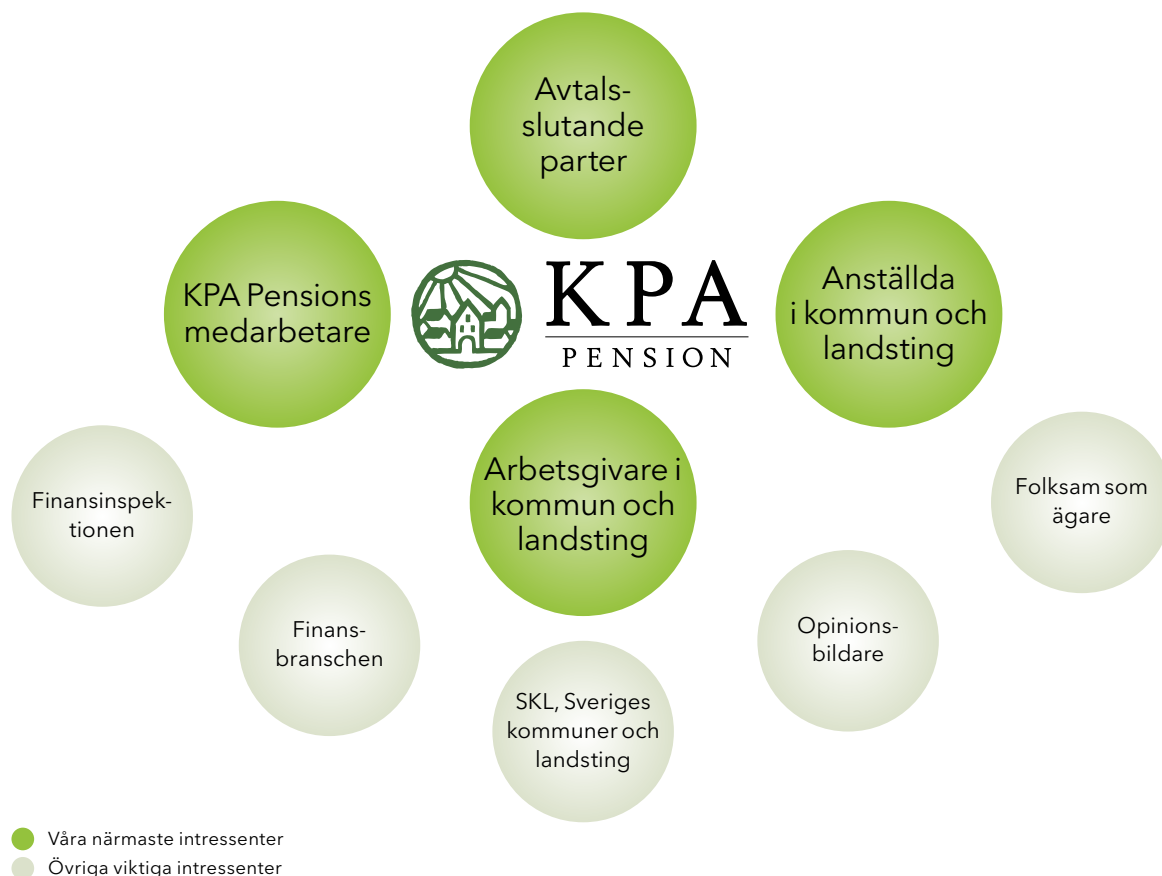 Avtals-
slutande
parter
KPA Pensions
medarbetare
KPA
PENSION
Anställda
i kommun och
landsting
Arbetsgivare i
kommun och
landsting
Finansinspek-
tionen
Folksam som
ägare
Finans-
branschen
Opinions-
bildare
SKL, Sveriges
kommuner och
landsting
Våra närmaste intressenter
Övriga viktiga intressenter